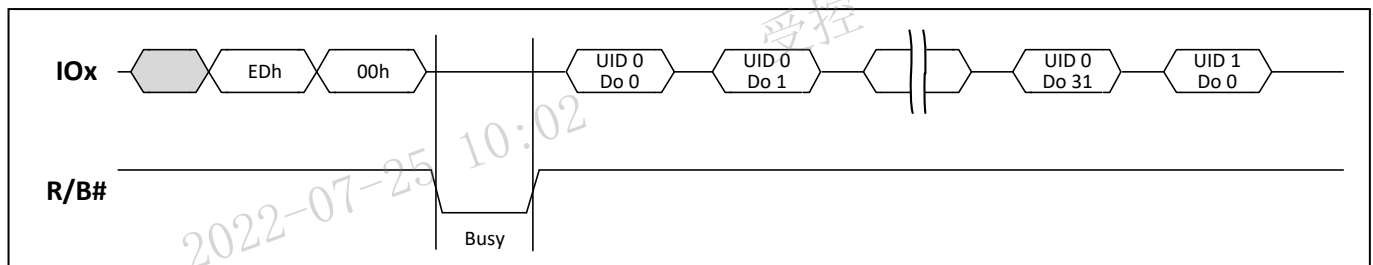 受控
IOx
EDh
00h
UID 0
Do 0
UID 0
Do 1
UID 0
Do 31
UID 1
Do 0
2022-07-25 10:02
R/B#
Busy